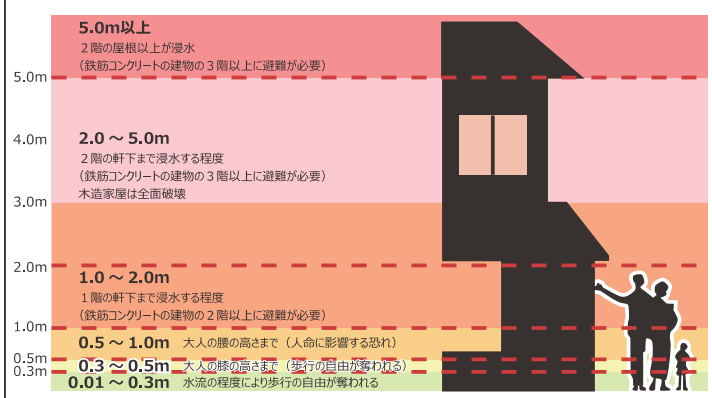 5.0m以上
2階の屋根以上が浸水
(鉄筋コンクリートの建物の3階以上に避難が必要)
5.0m
4.0m
2.0 ～ 5.0m
2階の軒下まで浸水する程度
(鉄筋コンクリートの建物の3階以上に避難が必要)
木造家屋は全面破壊
3.0m
2.0m
1.0 ～ 2.0m
1階の軒下まで浸水する程度
(鉄筋コンクリートの建物の2階以上に避難が必要)
1.0m
0.5 ～ 1.0m 大人の腰の高さまで（人命に影響する恐れ）
0.5m
0.3 ～ 0.5m 大人の膝の高さまで（歩行の自由が奪われる）
0.3m
0.01 ～ 0.3m 水流の程度により歩行の自由が奪われる